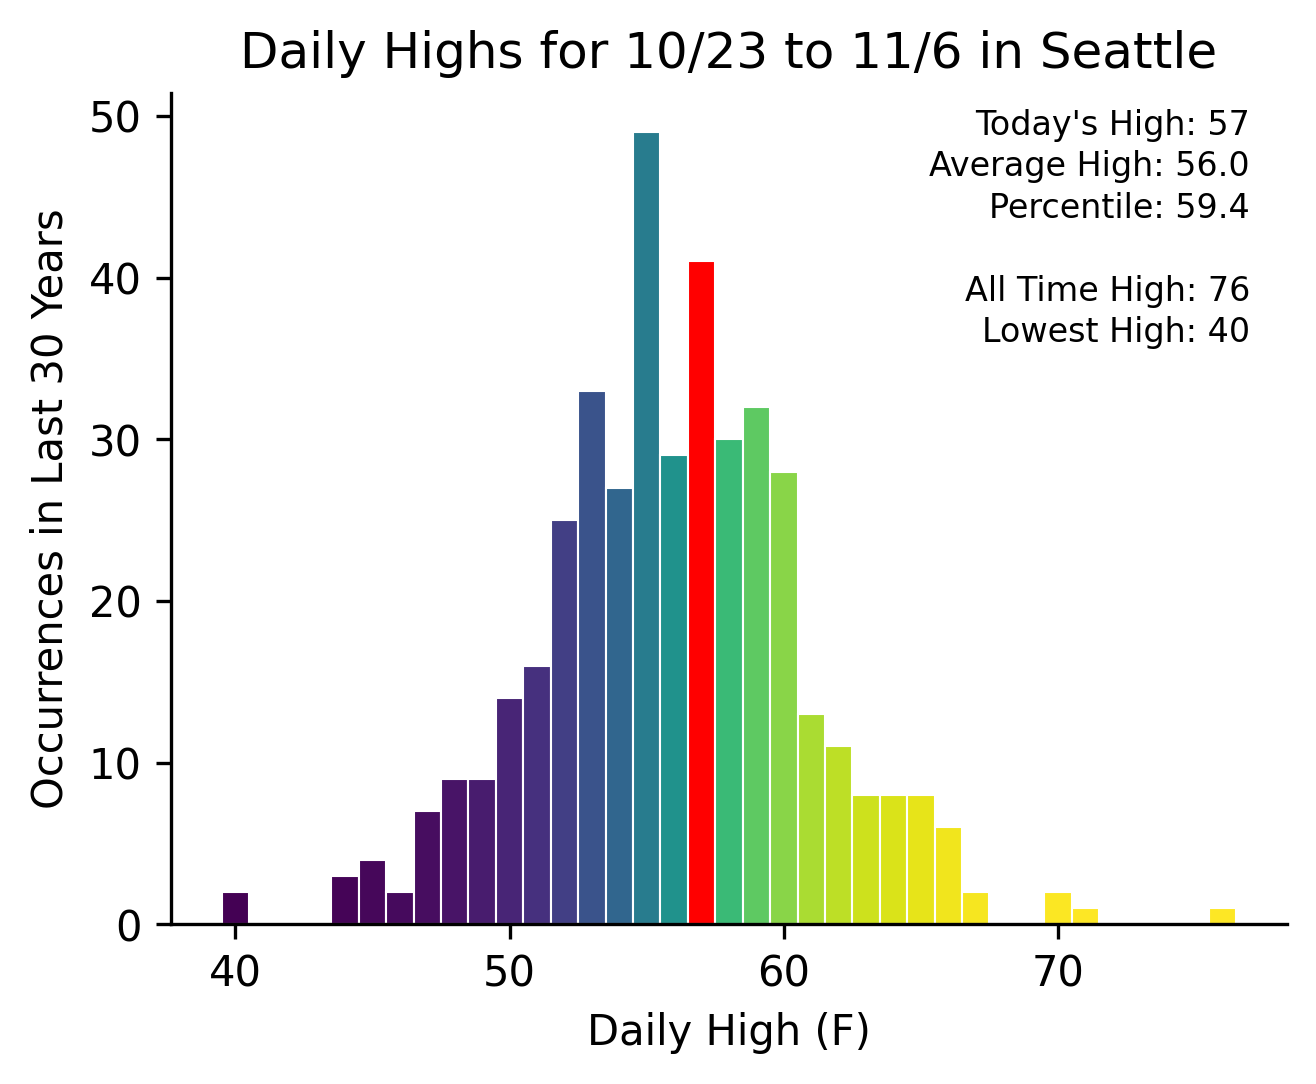 Daily Highs for 10/23 to 11/6 in Seattle
Today's High: 57
Average High: 56.0
Percentile: 59.4
All Time High: 76
Lowest High: 40
Occurrences in Last 30 Years
50
40
30
20
10
0
40 50 60 70
Daily High (F)